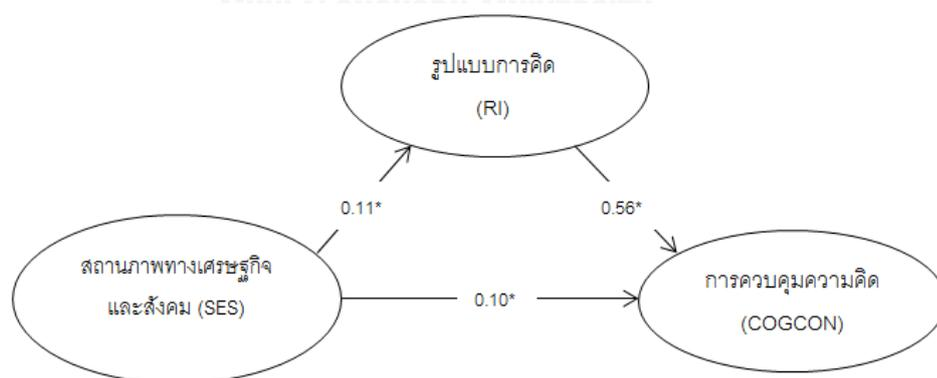 รูปแบบการคิด
(RI)
0.11*
0.56*
สถานภาพทางเศรษฐกิจ
และสังคม (SES)
0.10*
การควบคุมความคิด
(COGCON)